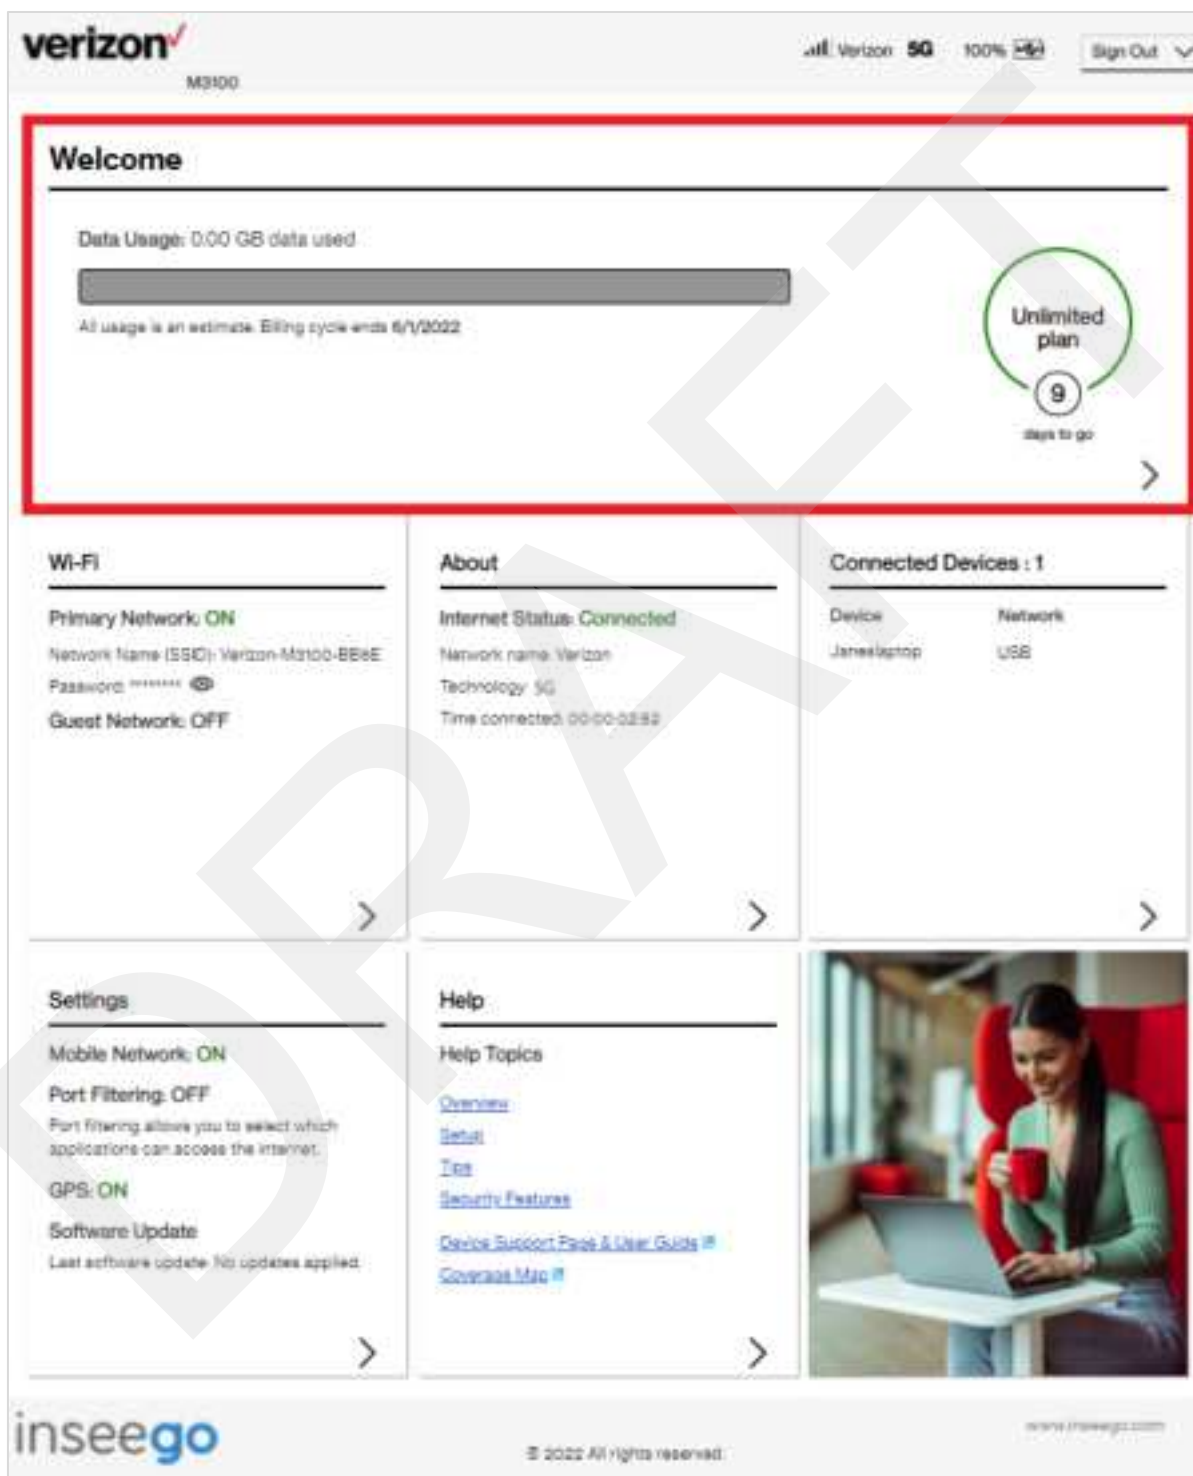 verizon
M3100
Verizon 5G 100% Sign Out
Welcome
Data Usage: 0.00 GB data used
All usage is an estimate. Billing cycle ends 6/1/2022
Unlimited
plan
9
days to go
Wi-Fi
Primary Network: ON
Network Name (SSID): Verizon-M3100-
Password: ********
Guest Network: OFF
About
Internet Status: Connected
Network name: Verizon
Technology: 5G
Time connected:
Connected Devices : 1
Device Network
Janeslaptop USB
Settings
Mobile Network: ON
Port Filtering: OFF
Port filtering allows you to select which
applications can access the internet.
GPS: ON
Software Update
Last software update: No updates applied.
Help
Help Topics
Overview
Setup
Tips
Security Features
Device Support Page & User Guide
Coverage Map
inseego
© 2022 All rights reserved.
www.inseego.com
DRAFT